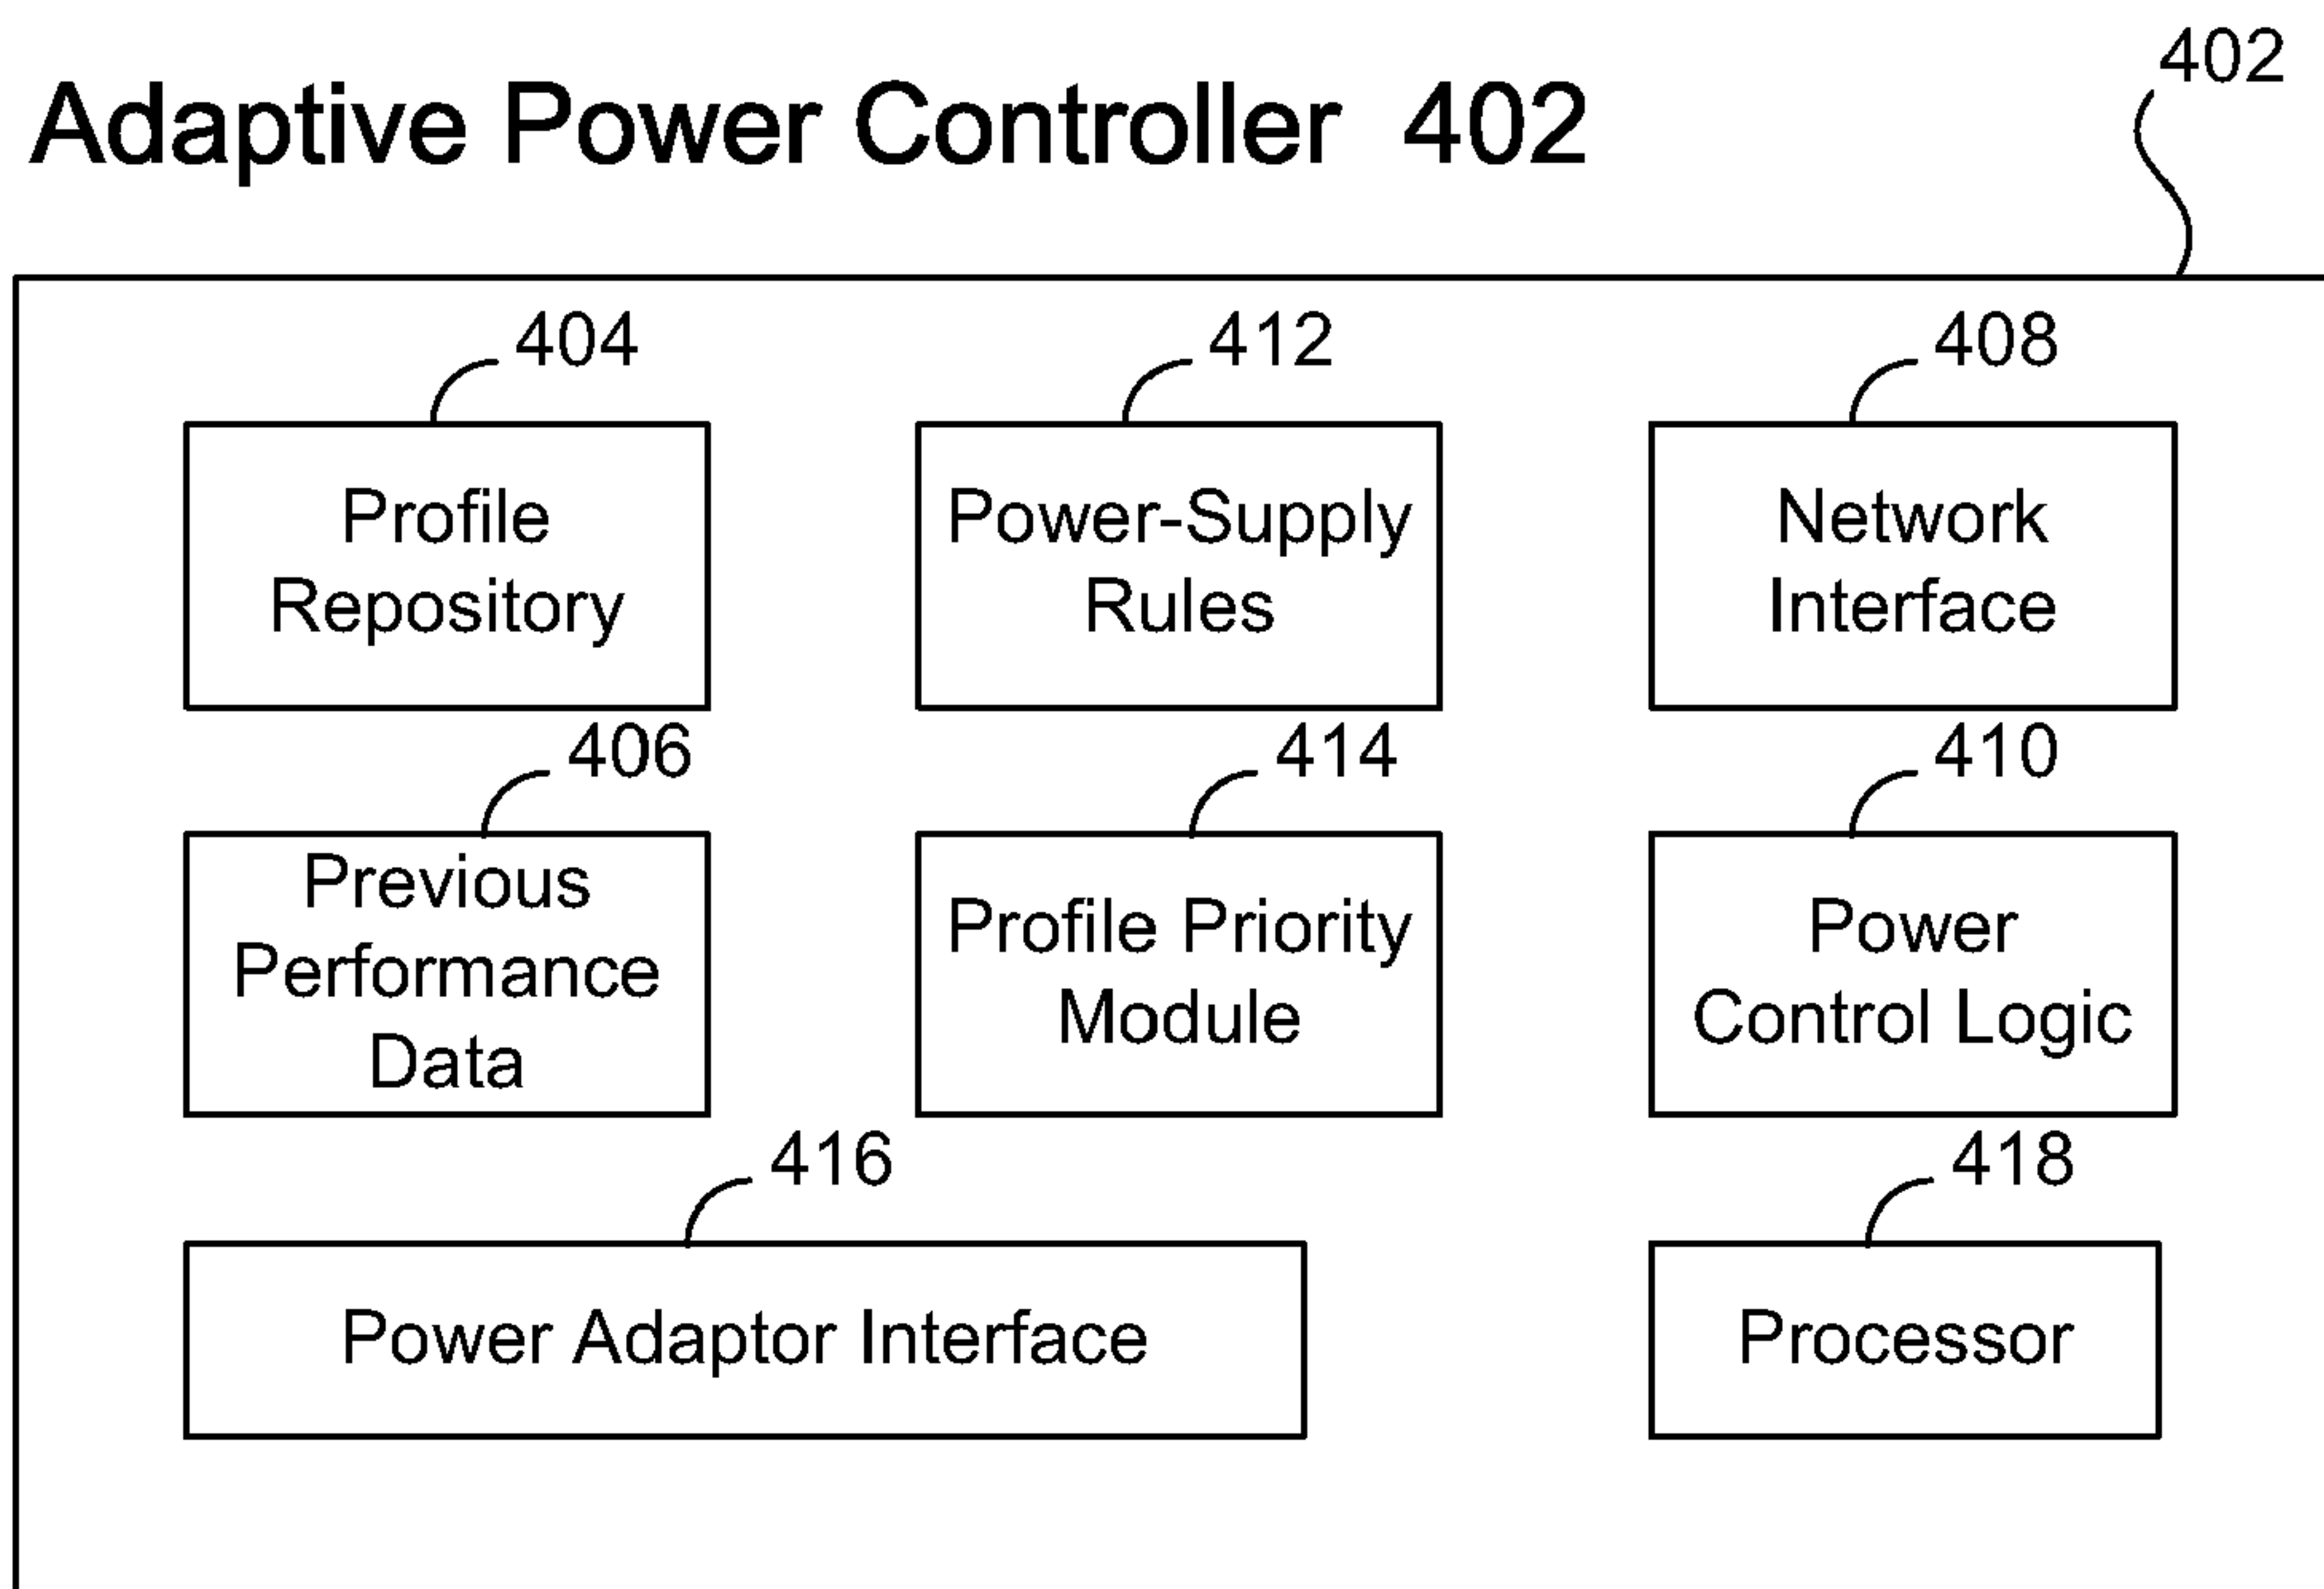 402
Adaptive Power Controller 402
404
412
408
Profile
Repository
Power-Supply
Rules
Network
Interface
406
414
410
Previous
Performance
Data
Profile Priority
Module
Power
Control Logic
416
418
Power Adaptor Interface
Processor